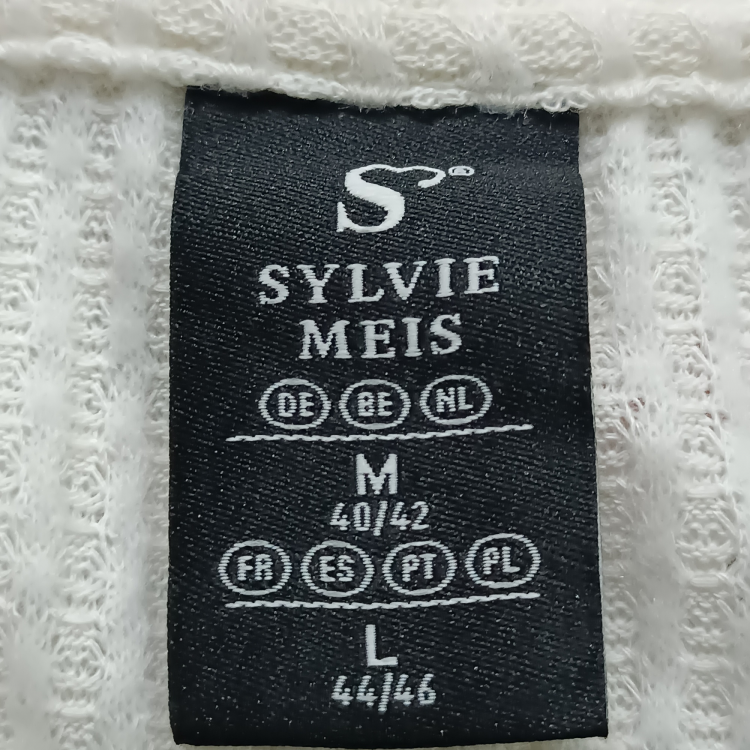 S®
SYLVIE
MEIS
DE BE NL
M
40/42
FR ES PT PL
L
44/46